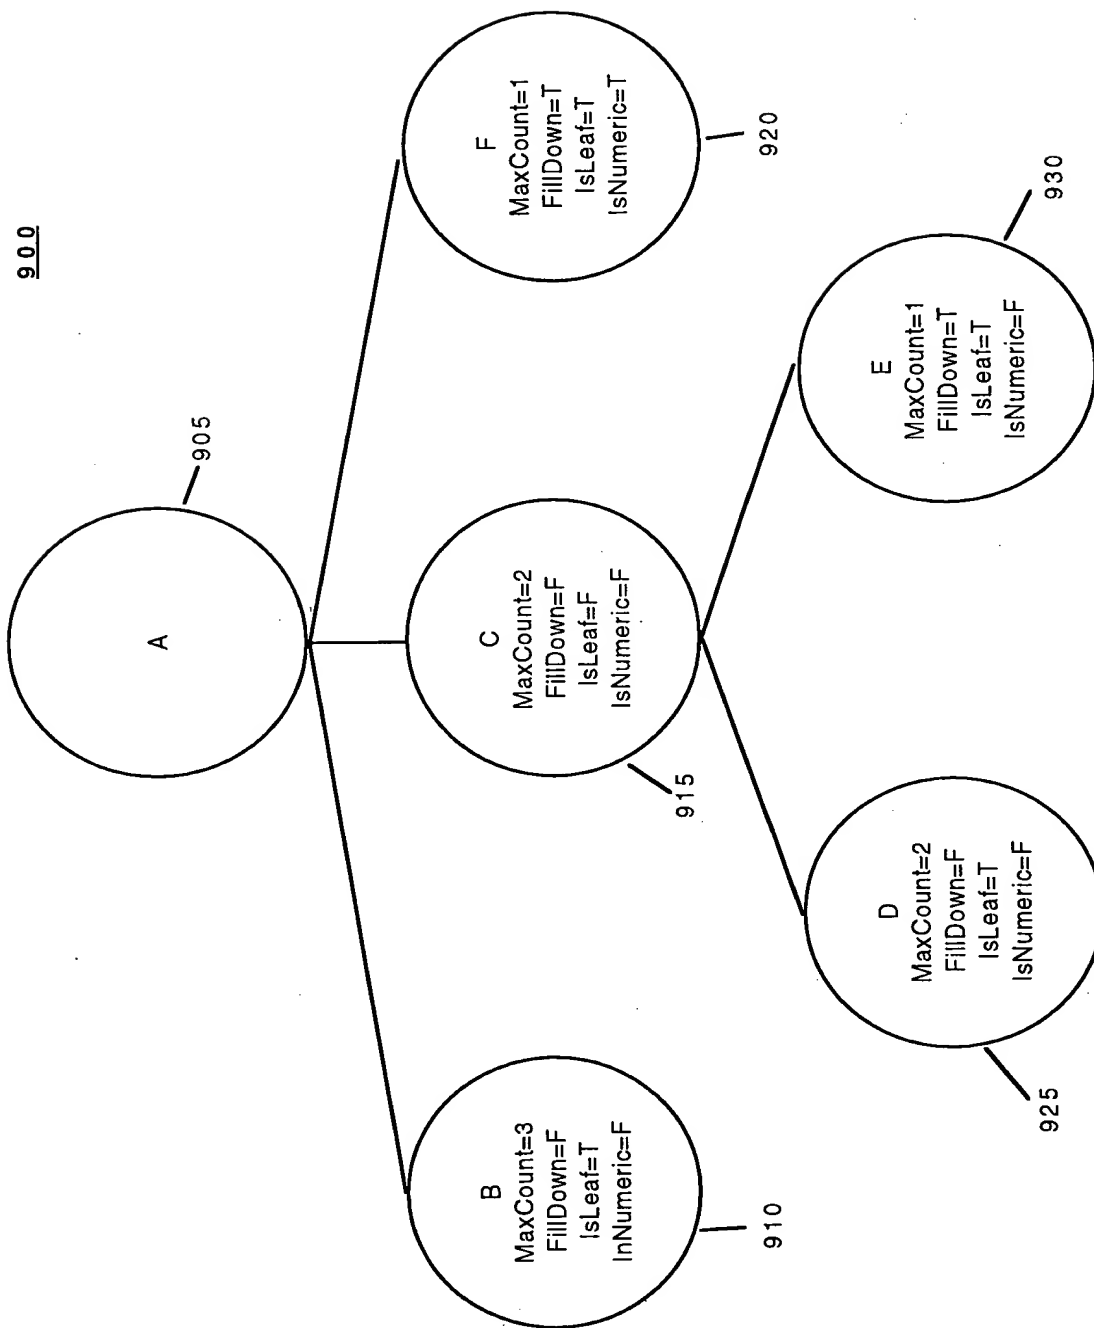 900
A
905
B
MaxCount=3
FillDown=F
IsLeaf=T
InNumeric=F
910
C
MaxCount=2
FillDown=F
IsLeaf=F
IsNumeric=F
915
F
MaxCount=1
FillDown=T
IsLeaf=T
IsNumeric=T
920
D
MaxCount=2
FillDown=F
IsLeaf=T
IsNumeric=F
925
E
MaxCount=1
FillDown=T
IsLeaf=T
IsNumeric=F
930